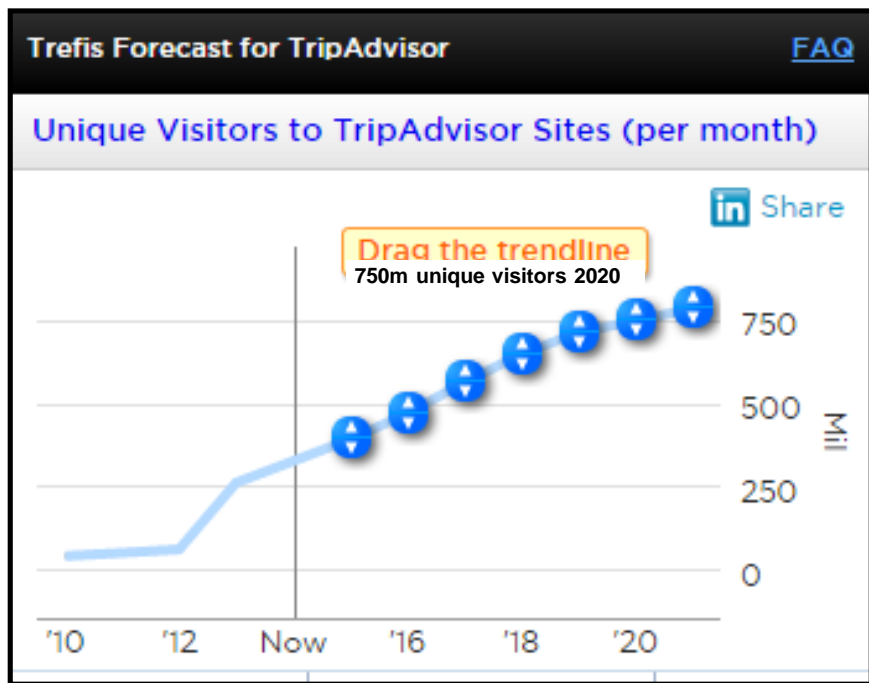 Trefis Forecast for TripAdvisor FAQ
Unique Visitors to TripAdvisor Sites (per month)
in Share
Drag the trendline
750m unique visitors 2020
750
500
Mil
250
0
'10 '12 Now '16 '18 '20